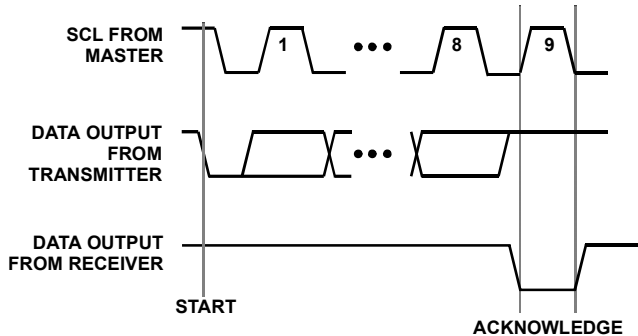 SCL FROM
MASTER
1
8
9
DATA OUTPUT
FROM
TRANSMITTER
DATA OUTPUT
FROM RECEIVER
START
ACKNOWLEDGE